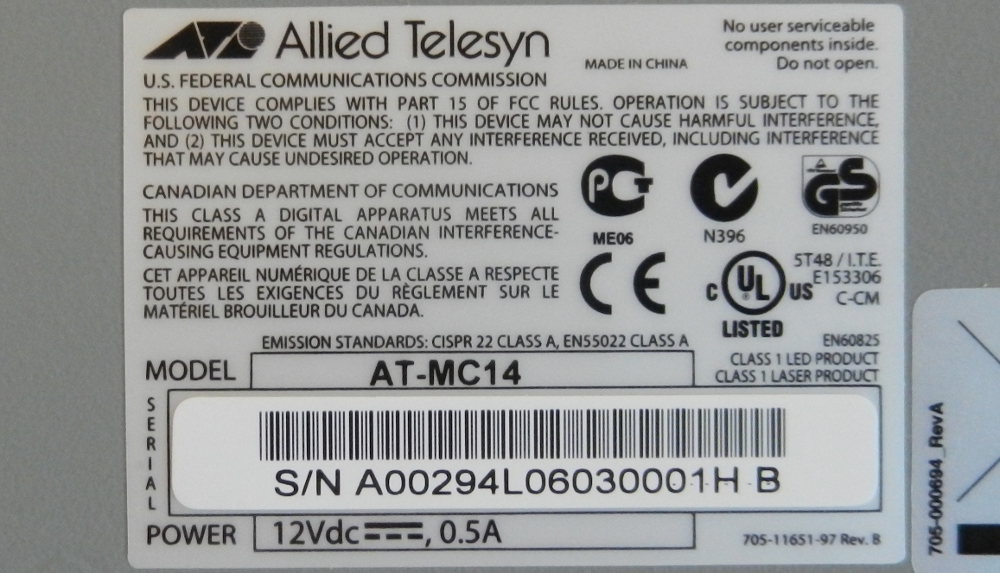 Allied Telesyn
MADE IN CHINA
No user serviceable
components inside.
Do not open.
U.S. FEDERAL COMMUNICATIONS COMMISSION
THIS DEVICE COMPLIES WITH PART 15 OF FCC RULES. OPERATION IS SUBJECT TO THE
FOLLOWING TWO CONDITIONS: (1) THIS DEVICE MAY NOT CAUSE HARMFUL INTERFERENCE,
AND (2) THIS DEVICE MUST ACCEPT ANY INTERFERENCE RECEIVED, INCLUDING INTERFERENCE
THAT MAY CAUSE UNDESIRED OPERATION.
CANADIAN DEPARTMENT OF COMMUNICATIONS
THIS CLASS A DIGITAL APPARATUS MEETS ALL
REQUIREMENTS OF THE CANADIAN INTERFERENCE-
CAUSING EQUIPMENT REGULATIONS.
CET APPAREIL NUMÉRIQUE DE LA CLASSE A RESPECTE
TOUTES LES EXIGENCES DU RÈGLEMENT SUR LE
MATÉRIEL BROUILLEUR DU CANADA.
PCT
ME06
N396
GS
EN60950
CE
C UL US
LISTED
5T48 / I.T.E.
E153306
C-CM
EMISSION STANDARDS: CISPR 22 CLASS A, EN55022 CLASS A
EN60825
CLASS 1 LED PRODUCT
CLASS 1 LASER PRODUCT
MODEL AT-MC14
SERIAL
S/N A00294L06030001H B
POWER 12Vdc, 0.5A
705-11651-97 Rev. B
705-000694_RevA